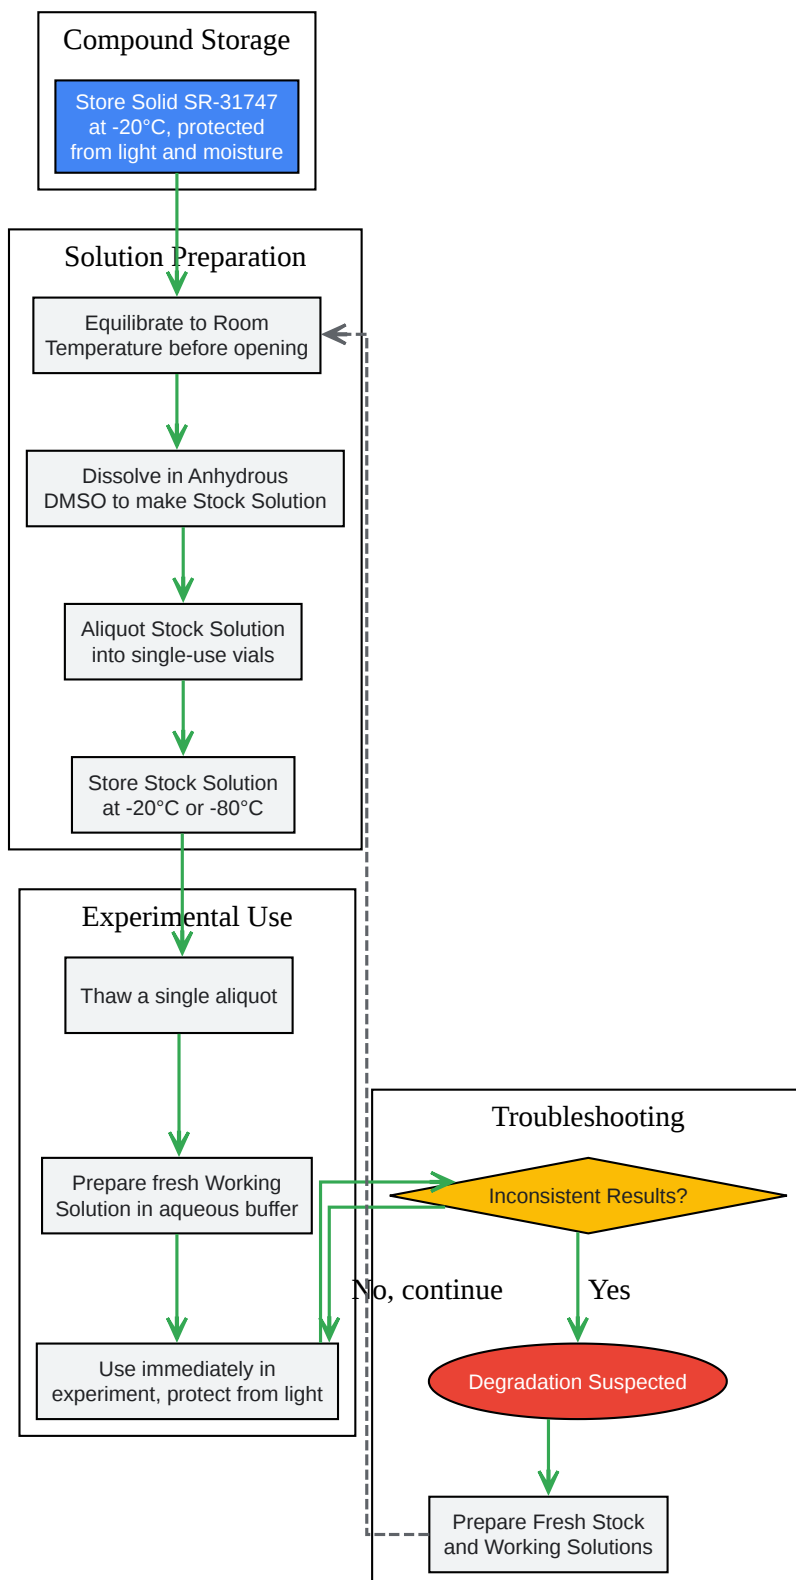 Compound Storage
Store Solid SR-31747
at -20°C, protected
from light and moisture
Solution Preparation
Equilibrate to Room
Temperature before opening
Dissolve in Anhydrous
DMSO to make Stock Solution
Aliquot Stock Solution
into single-use vials
Store Stock Solution
at -20°C or -80°C
Experimental Use
Thaw a single aliquot
Prepare fresh Working
Solution in aqueous buffer
Use immediately in
experiment, protect from light
Troubleshooting
Inconsistent Results?
No, continue
Yes
Degradation Suspected
Prepare Fresh Stock
and Working Solutions